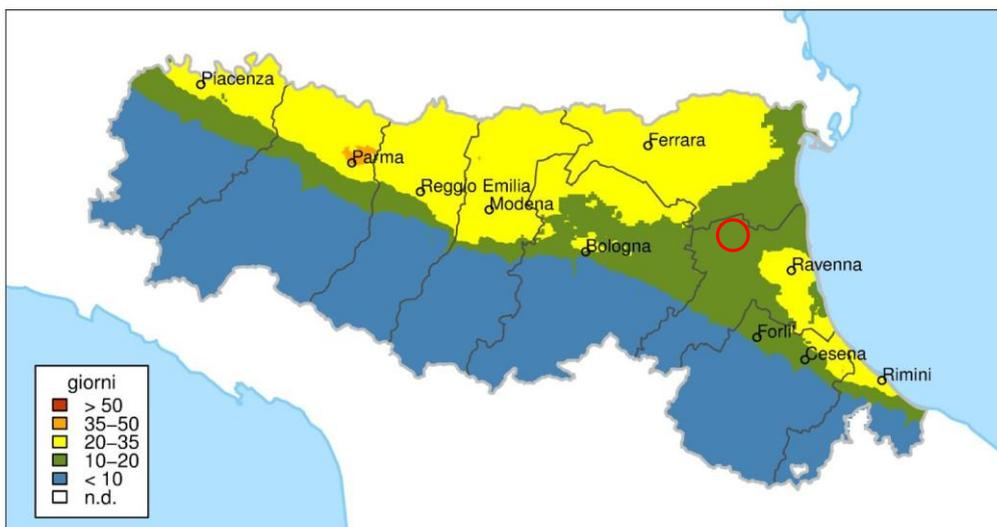 Piacenza
Parma
Reggio Emilia
Modena
Ferrara
Bologna
Ravenna
Forli'
Cesena
Rimini
giorni
> 50
35–50
20–35
10–20
< 10
n.d.